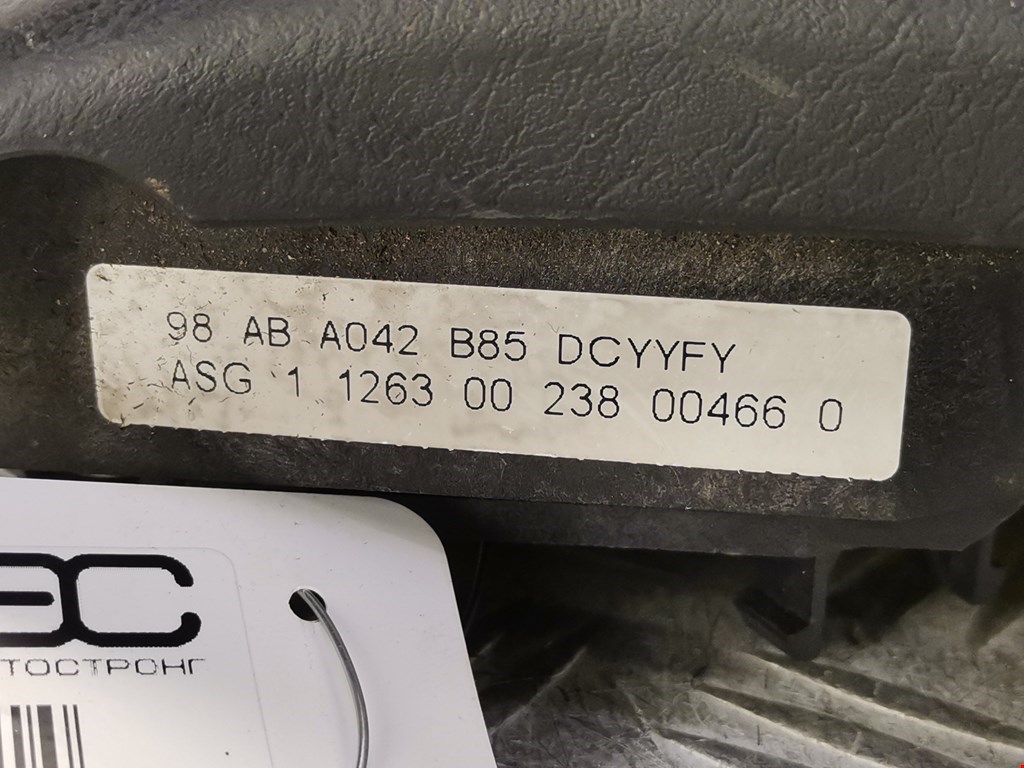 98 AB A042 B85 DCYYFY
ASG 1 1263 00 238 00466 0